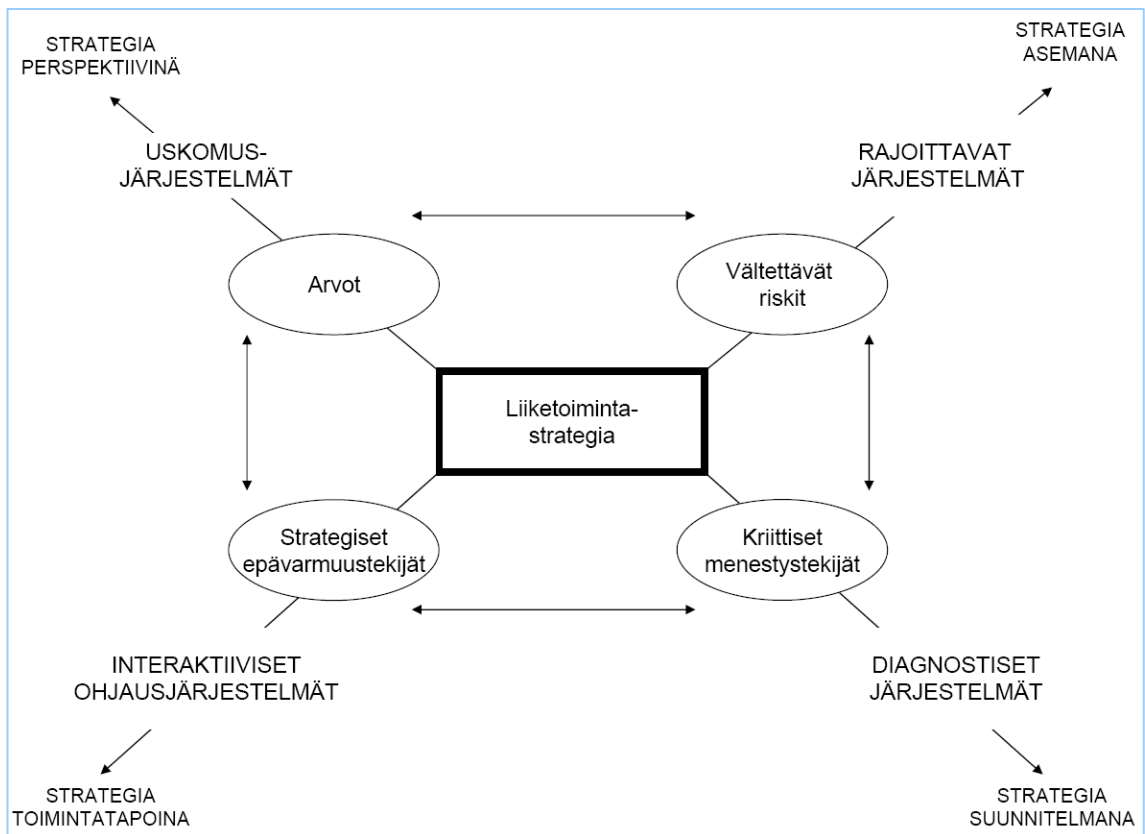 STRATEGIA
PERSPEKTIIVINÄ
STRATEGIA
ASEMANA
USKOMUS-
JÄRJESTELMÄT
RAJOITTAVAT
JÄRJESTELMÄT
Arvot
Vältettävät
riskit
Liiketoiminta-
strategia
Strategiset
epävarmuustekijät
Kriittiset
menestystekijät
INTERAKTIIVISET
OHJAUSJÄRJESTELMÄT
DIAGNOSTISET
JÄRJESTELMÄT
STRATEGIA
TOIMINTATAPOINA
STRATEGIA
SUUNNITELMANA